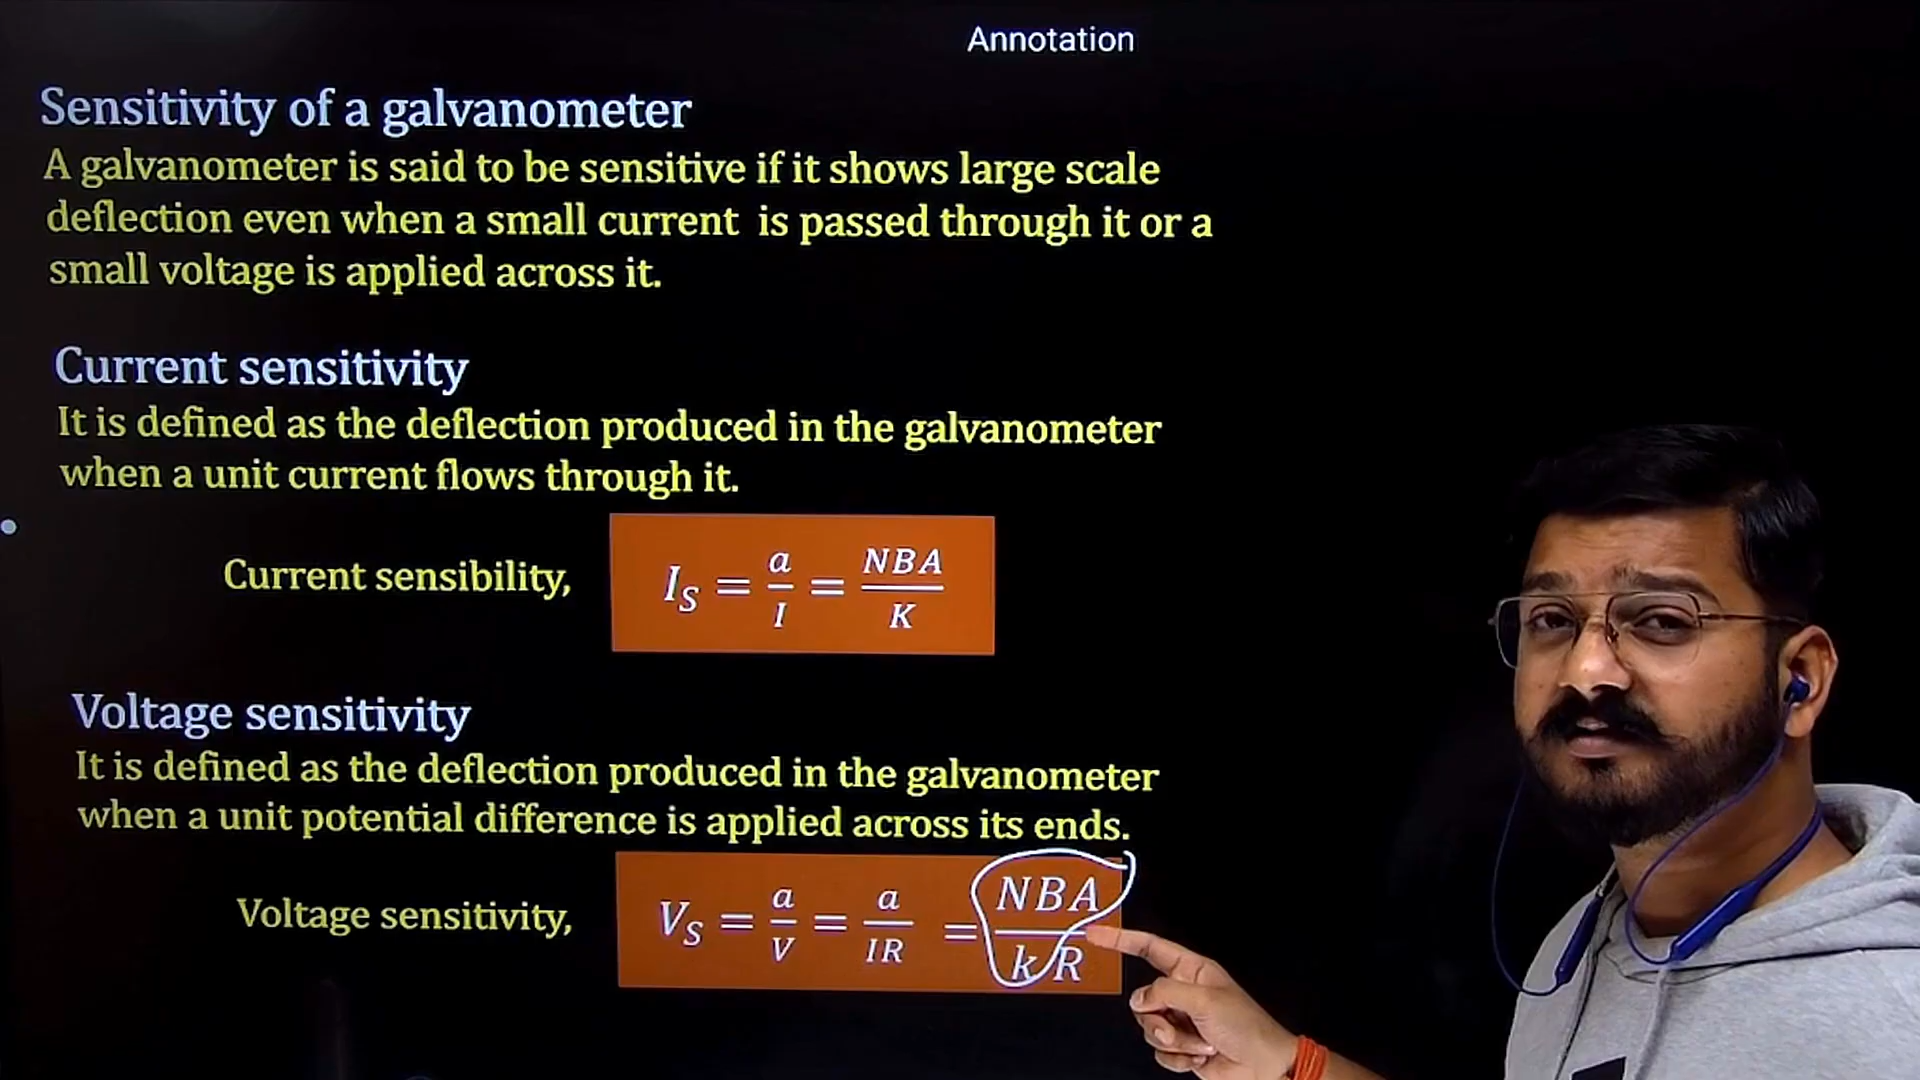 Annotation
Sensitivity of a galvanometer
A galvanometer is said to be sensitive if it shows large scale
deflection even when a small current is passed through it or a
small voltage is applied across it.
Current sensitivity
It is defined as the deflection produced in the galvanometer
when a unit current flows through it.
Current sensibility, I_S = a/I = NBA/K
Voltage sensitivity
It is defined as the deflection produced in the galvanometer
when a unit potential difference is applied across its ends.
Voltage sensitivity, V_S = a/V = a/IR = NBA/kR